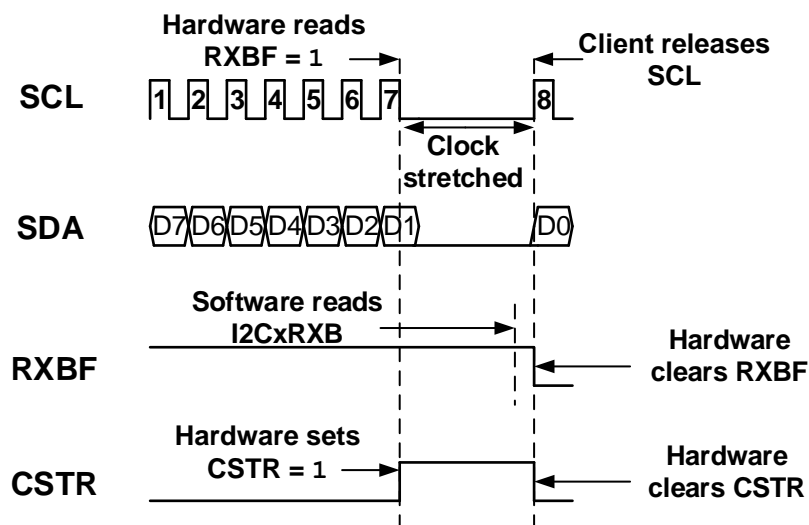 Hardware reads
RXBF = 1
Client releases
SCL
SCL
1 2 3 4 5 6 7 8
Clock
stretched
SDA
D7 D6 D5 D4 D3 D2 D1 D0
Software reads
I2CxRXB
RXBF
Hardware
clears RXBF
Hardware sets
CSTR = 1
CSTR
Hardware
clears CSTR